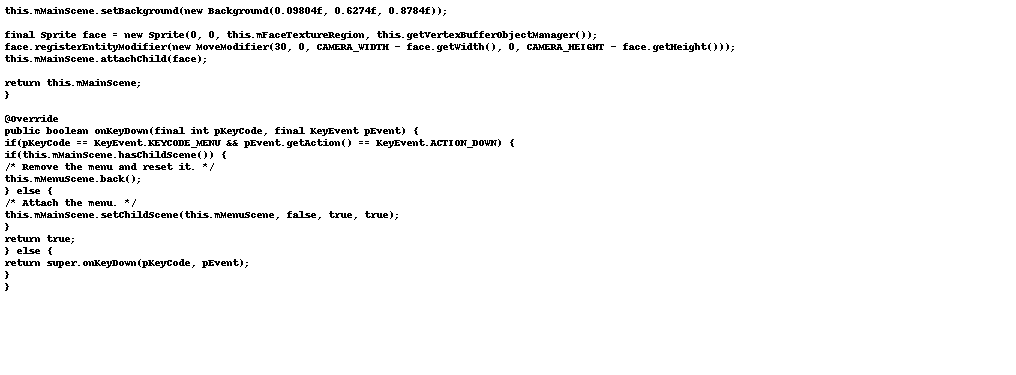 this.mMainScene.setBackground(new Background(0.09804f, 0.6274f, 0.8784f));
final Sprite face = new Sprite(0, 0, this.mFaceTextureRegion, this.getVertexBufferObjectManager());
face.registerEntityModifier(new MoveModifier(30, 0, CAMERA_WIDTH - face.getWidth(), 0, CAMERA_HEIGHT - face.getHeight()));
this.mMainScene.attachChild(face);
return this.mMainScene;
}
@Override
public boolean onKeyDown(final int pKeyCode, final KeyEvent pEvent) {
if(pKeyCode == KeyEvent.KEYCODE_MENU && pEvent.getAction() == KeyEvent.ACTION_DOWN) {
if(this.mMainScene.hasChildScene()) {
/* Remove the menu and reset it. */
this.mMenuScene.back();
} else {
/* Attach the menu. */
this.mMainScene.setChildScene(this.mMenuScene, false, true, true);
}
return true;
} else {
return super.onKeyDown(pKeyCode, pEvent);
}
}